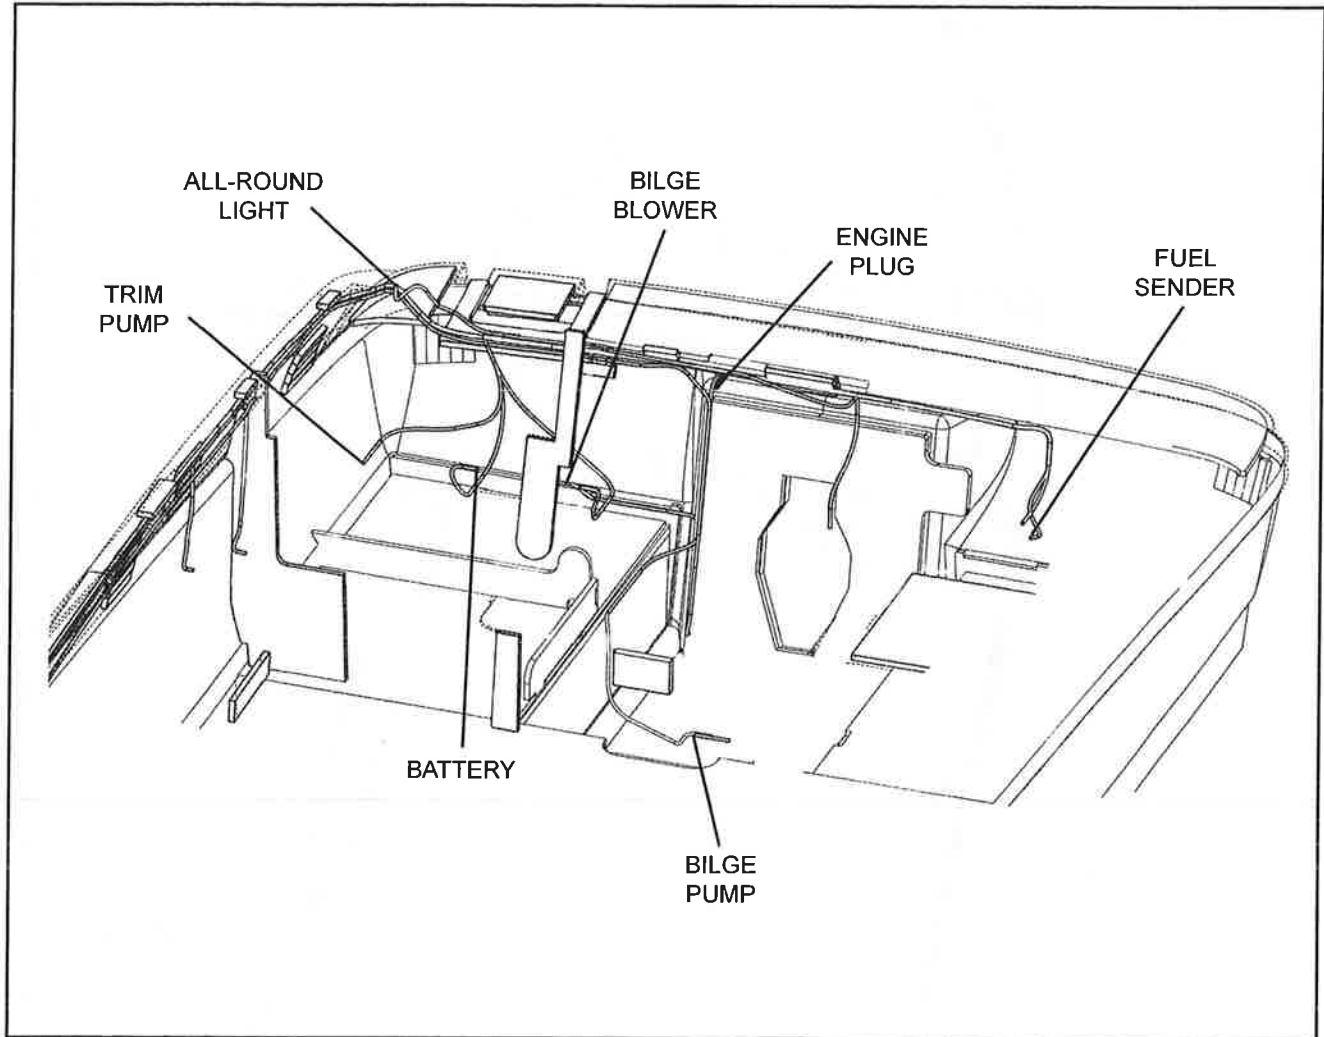 ALL-ROUND
LIGHT
BILGE
BLOWER
ENGINE
PLUG
FUEL
SENDER
TRIM
PUMP
BATTERY
BILGE
PUMP